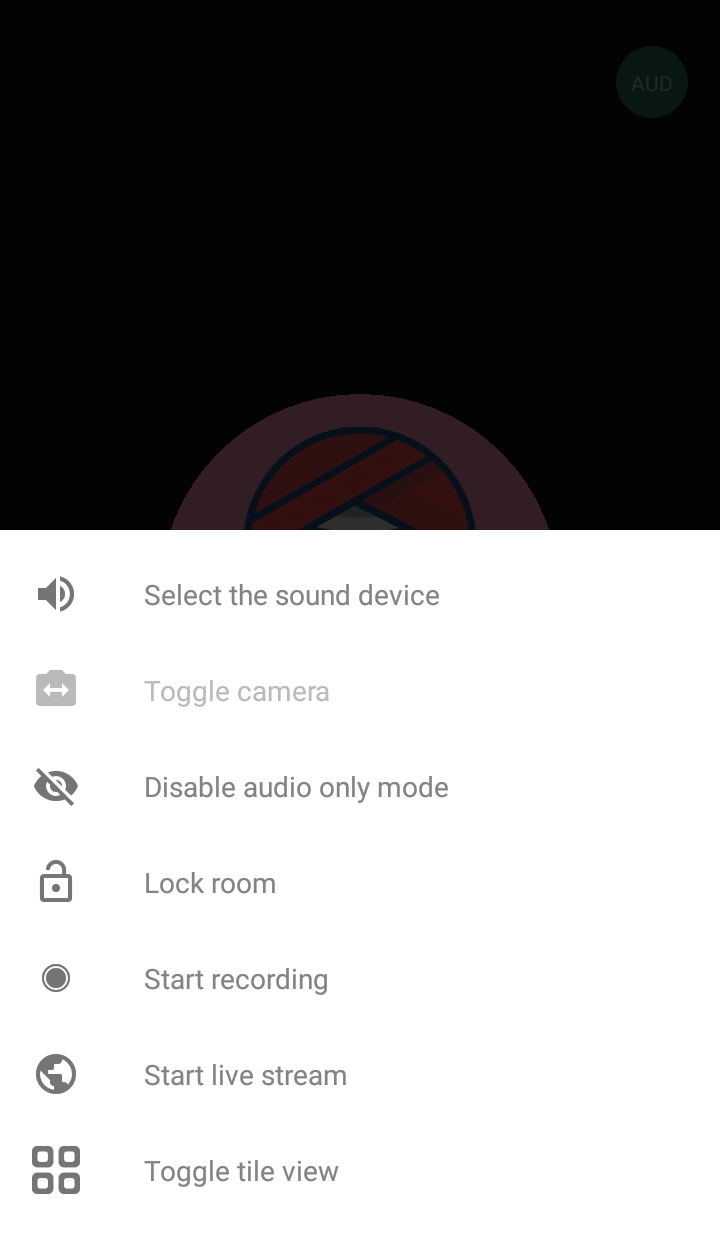 AUD
Select the sound device
Toggle camera
Disable audio only mode
Lock room
Start recording
Start live stream
Toggle tile view